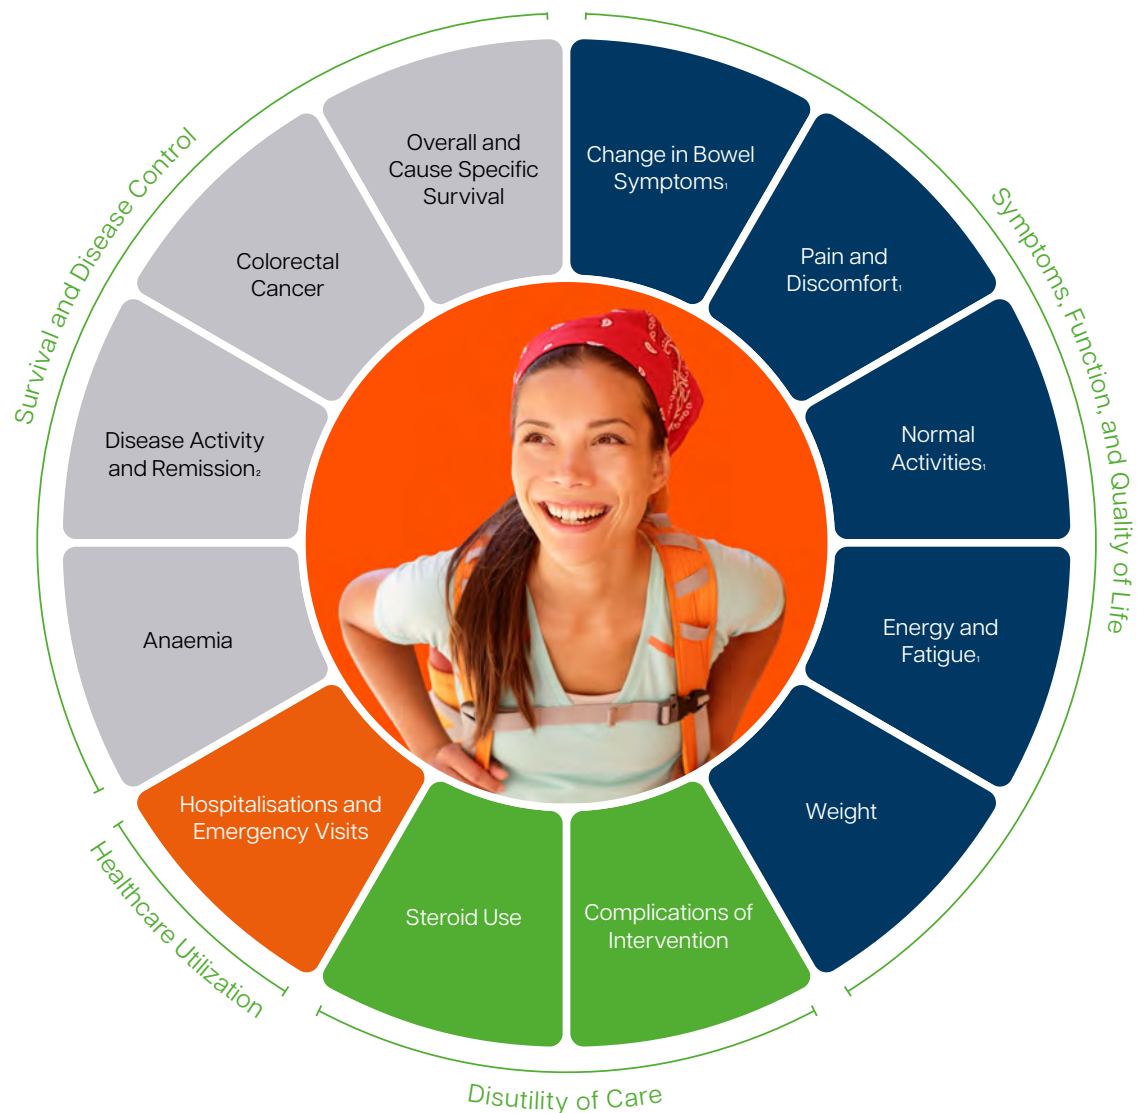 Overall and
Cause Specific
Survival
Change in Bowel
Symptoms₁
Pain and
Discomfort₁
Normal
Activities₁
Energy and
Fatigue₁
Weight
Complications of
Intervention
Steroid Use
Hospitalisations and
Emergency Visits
Anaemia
Disease Activity
and Remission₂
Colorectal
Cancer
Survival and Disease Control
Symptoms, Function, and Quality of Life
Disutility of Care
Healthcare Utilization